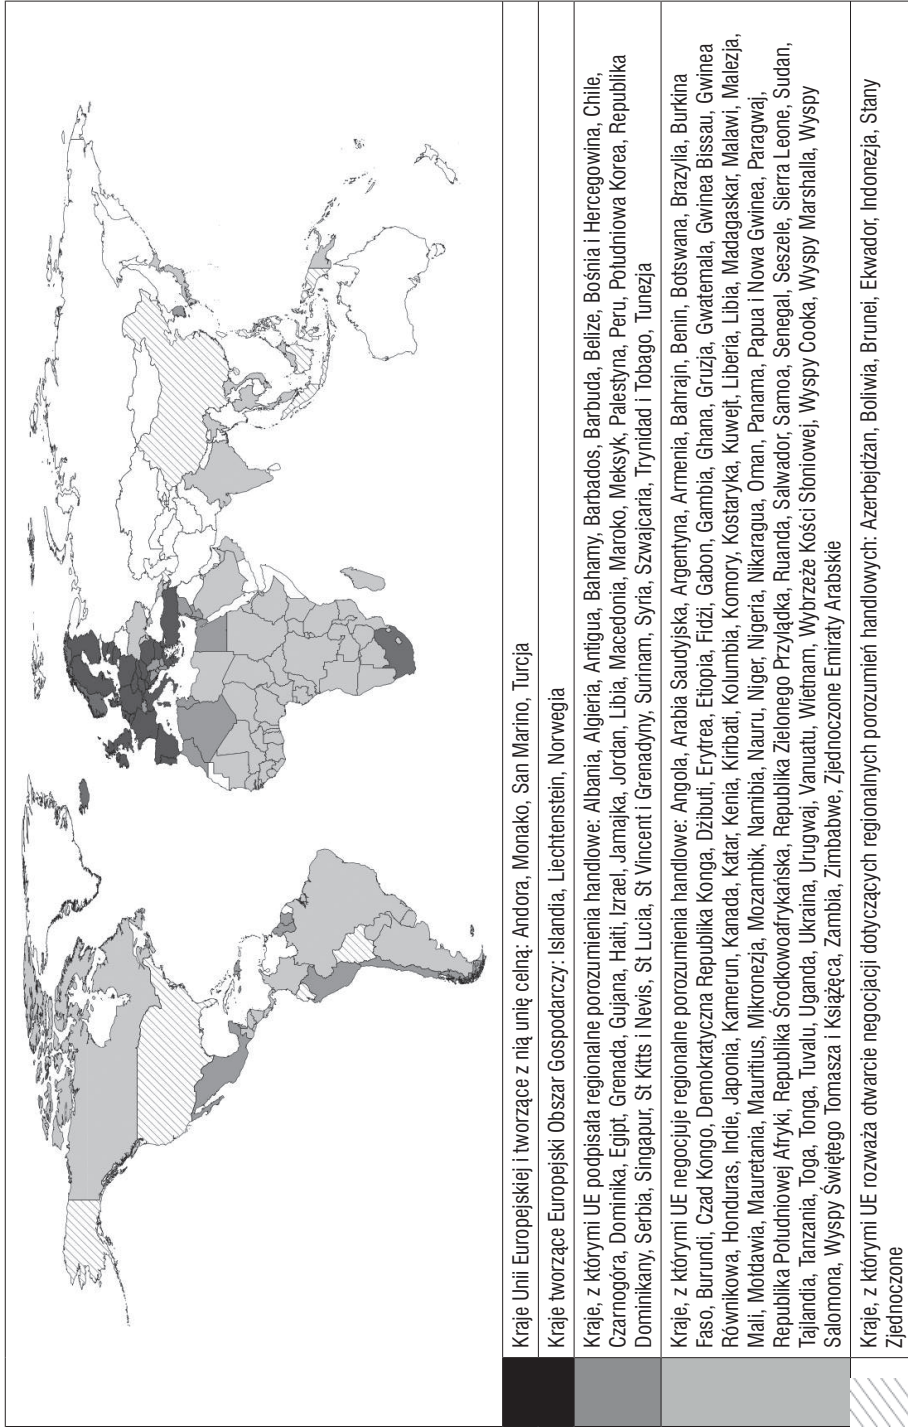 Kraje Unii Europejskiej i tworzące z nią unię celną: Andora, Monako, San Marino, Turcja
Kraje tworzące Europejski Obszar Gospodarczy: Islandia, Liechtenstein, Norwegia
Kraje, z którymi UE podpisała regionalne porozumienia handlowe: Albania, Algieria, Antigua, Bahamy, Barbados, Barbuda, Belize, Bośnia i Hercegowina, Chile,
Czarnogóra, Dominika, Egipt, Grenada, Gujana, Haiti, Izrael, Jamajka, Jordan, Libia, Macedonia, Maroko, Meksyk, Palestyna, Peru, Południowa Korea, Republika
Dominikany, Serbia, Singapur, St Kitts i Nevis, St Lucia, St Vincent i Grenadyny, Surinam, Syria, Szwajcaria, Trynidad i Tobago, Tunezja
Kraje, z którymi UE negocjuje regionalne porozumienia handlowe: Angola, Arabia Saudyjska, Argentyna, Armenia, Bahrajn, Benin, Botswana, Brazylia, Burkina
Faso, Burundi, Czad Kongo, Demokratyczna Republika Konga, Dżibuti, Erytrea, Etiopia, Fidżi, Gabon, Gambia, Ghana, Gruzja, Gwatemala, Gwinea Bissau, Gwinea
Równikowa, Honduras, Indie, Japonia, Kamerun, Kanada, Katar, Kenia, Kiribati, Kolumbia, Komory, Kostaryka, Kuwejt, Liberia, Libia, Madagaskar, Malawi, Malezja,
Mali, Mołdawia, Mauretania, Mauritius, Mikronezja, Mozambik, Namibia, Nauru, Niger, Nigeria, Nikaragua, Oman, Panama, Papua i Nowa Gwinea, Paragwaj,
Republika Południowej Afryki, Republika Środkowoafrykańska, Republika Zielonego Przylądka, Ruanda, Salwador, Samoa, Senegal, Seszele, Sierra Leone, Sudan,
Tajlandia, Tanzania, Toga, Tonga, Tuvalu, Uganda, Ukraina, Urugwaj, Vanuatu, Wietnam, Wybrzeże Kości Słoniowej, Wyspy Cooka, Wyspy Marshalla, Wyspy
Salomona, Wyspy Świętego Tomasza i Książęca, Zambia, Zimbabwe, Zjednoczone Emiraty Arabskie
Kraje, z którymi UE rozważa otwarcie negocjacji dotyczących regionalnych porozumień handlowych: Azerbejdżan, Boliwia, Brunei, Ekwador, Indonezja, Stany
Zjednoczone